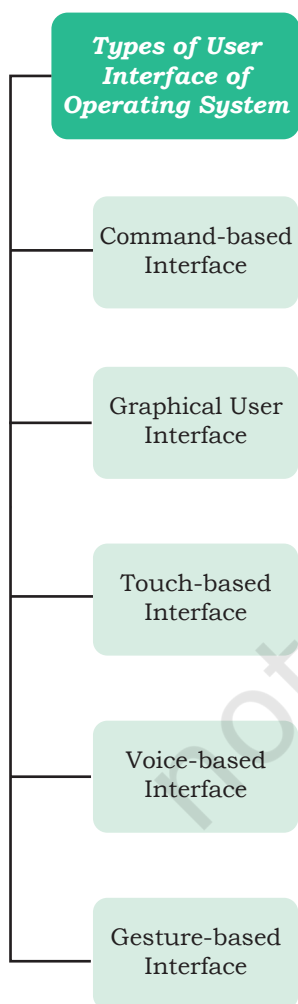 Types of User
Interface of
Operating System
Command-based
Interface
Graphical User
Interface
Touch-based
Interface
not
Voice-based
Interface
Gesture-based
Interface